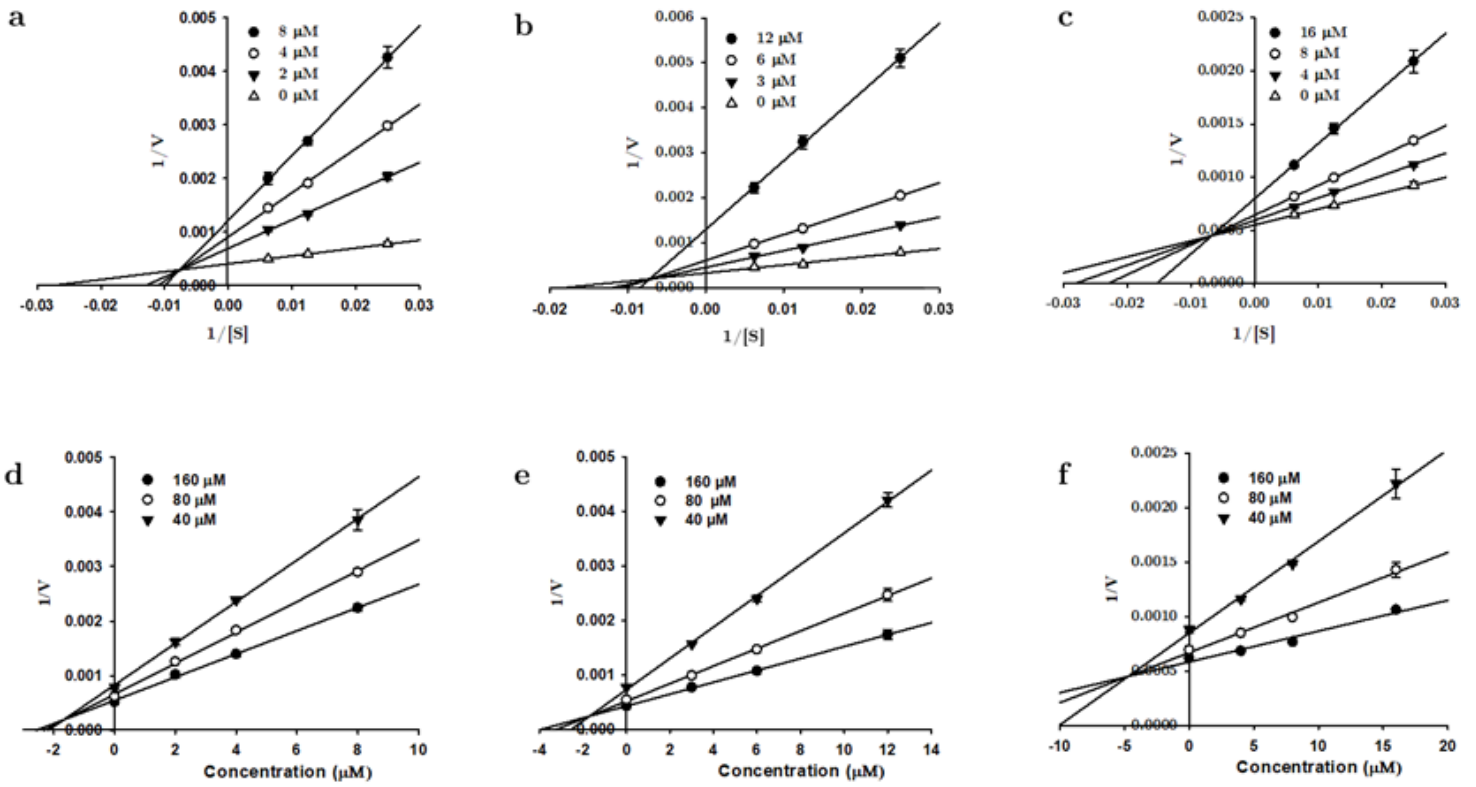 a
8 µM
4 µM
2 µM
0 µM
0.005
0.004
0.003
0.002
0.001
0.000
1/V
-0.03 -0.02 -0.01 0.00 0.01 0.02 0.03
1/[S]
b
12 µM
6 µM
3 µM
0 µM
0.006
0.005
0.004
0.003
0.002
0.001
0.000
1/V
-0.02 -0.01 0.00 0.01 0.02 0.03
1/[S]
c
16 µM
8 µM
4 µM
0 µM
0.0025
0.0020
0.0015
0.0010
0.0005
0.0000
1/V
-0.03 -0.02 -0.01 0.00 0.01 0.02 0.03
1/[S]
d
160 µM
80 µM
40 µM
0.005
0.004
0.003
0.002
0.001
0.000
1/V
-2 0 2 4 6 8 10
Concentration (µM)
e
160 µM
80 µM
40 µM
0.005
0.004
0.003
0.002
0.001
0.000
1/V
-4 -2 0 2 4 6 8 10 12 14
Concentration (µM)
f
160 µM
80 µM
40 µM
0.0025
0.0020
0.0015
0.0010
0.0005
0.0000
1/V
-10 -5 0 5 10 15 20
Concentration (µM)